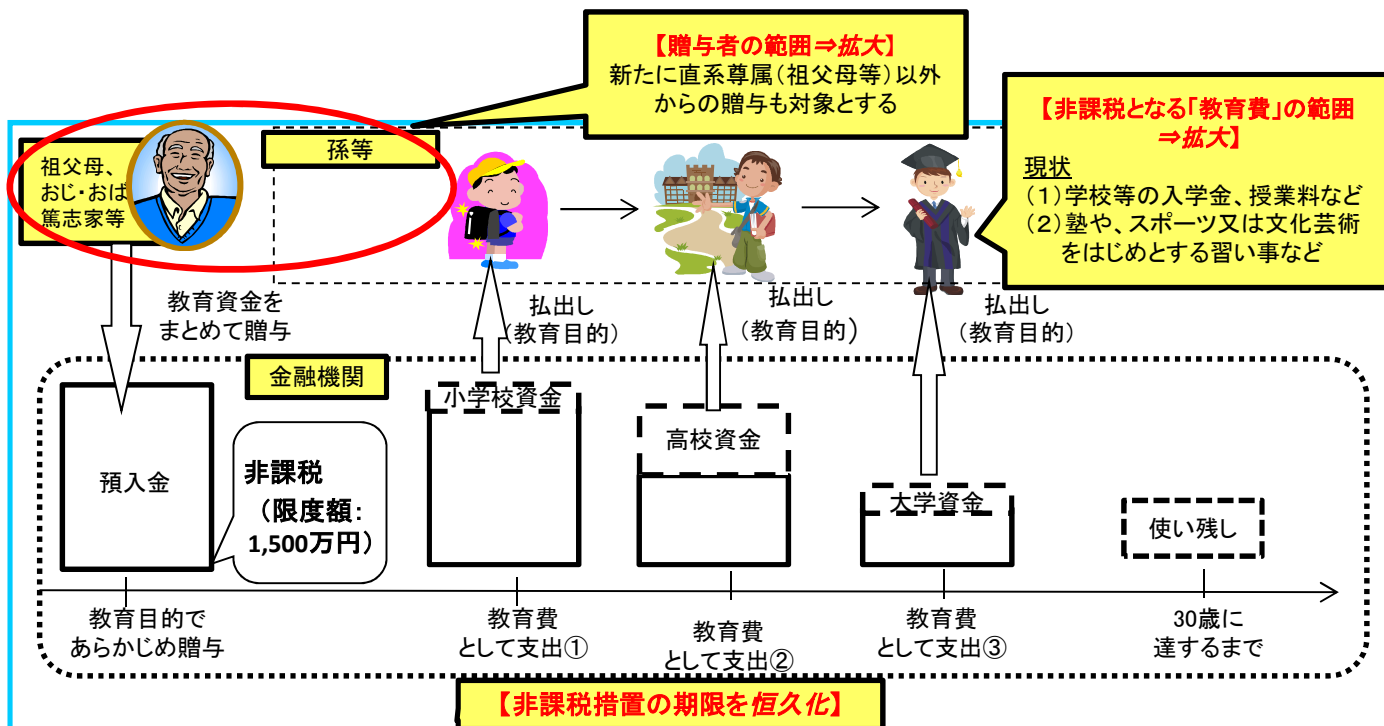 【贈与者の範囲⇒拡大】
新たに直系尊属(祖父母等)以外
からの贈与も対象とする
【非課税となる「教育費」の範囲
⇒拡大】
現状
(1)学校等の入学金、授業料など
(2)塾や、スポーツ又は文化芸術
をはじめとする習い事など
祖父母、
おじ・おば
篤志家等
孫等
教育資金を
まとめて贈与
払出し
(教育目的)
払出し
(教育目的)
払出し
(教育目的)
金融機関
預入金
非課税
(限度額:
1,500万円)
小学校資金
高校資金
大学資金
使い残し
教育目的で
あらかじめ贈与
教育費
として支出①
教育費
として支出②
教育費
として支出③
30歳に
達するまで
【非課税措置の期限を恒久化】